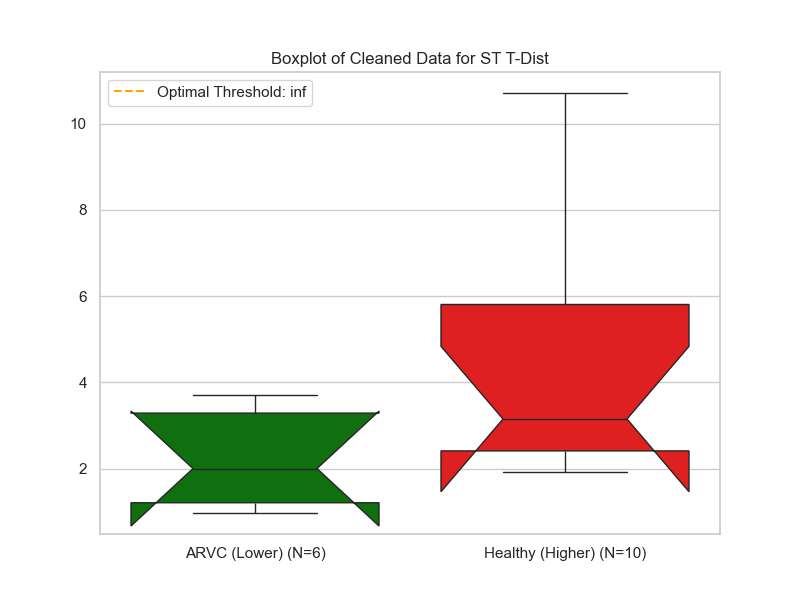 Boxplot of Cleaned Data for ST T-Dist
Optimal Threshold: inf
10
8
6
4
2
ARVC (Lower) (N=6)
Healthy (Higher) (N=10)